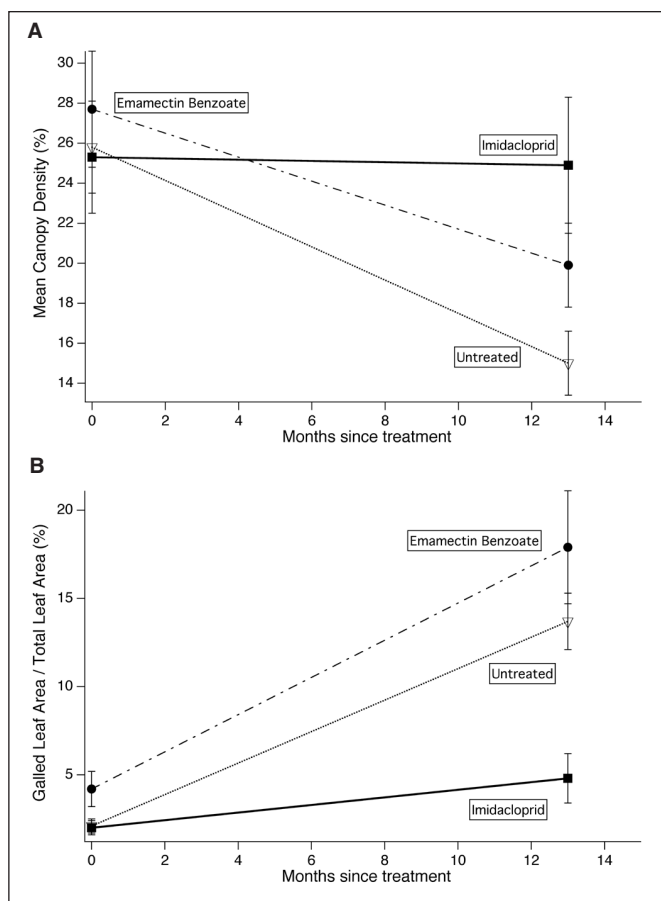 A
30
28
26
24
22
20
18
16
14
Mean Canopy Density (%)
Emamectin Benzoate
Imidacloprid
Untreated
0 2 4 6 8 10 12 14
Months since treatment
B
20
15
10
5
Galled Leaf Area / Total Leaf Area (%)
Emamectin Benzoate
Untreated
Imidacloprid
0 2 4 6 8 10 12 14
Months since treatment